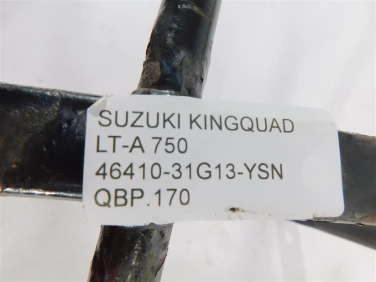 SUZUKI KINGQUAD
LT-A 750
46410-31G13-YSN
QBP.170